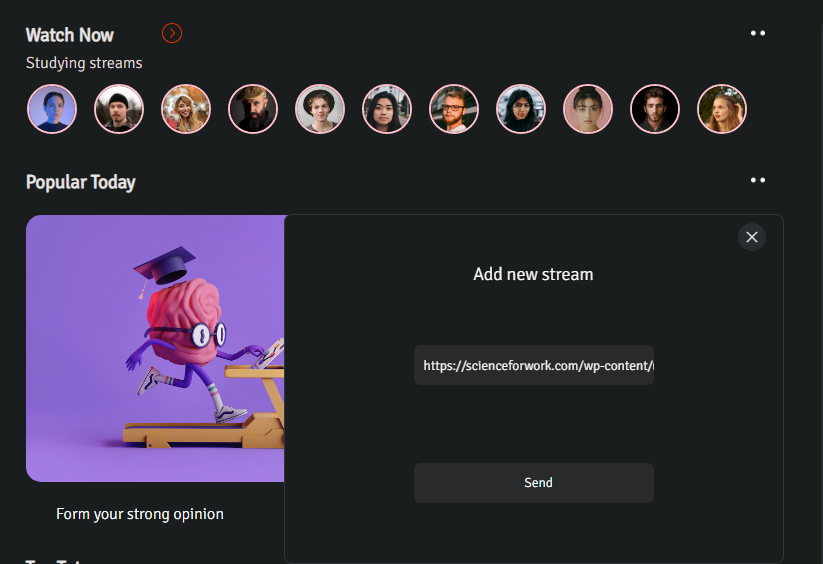 Watch Now
Studying streams
Popular Today
Add new stream
https://scienceforwork.com/wp-content/
Send
Form your strong opinion